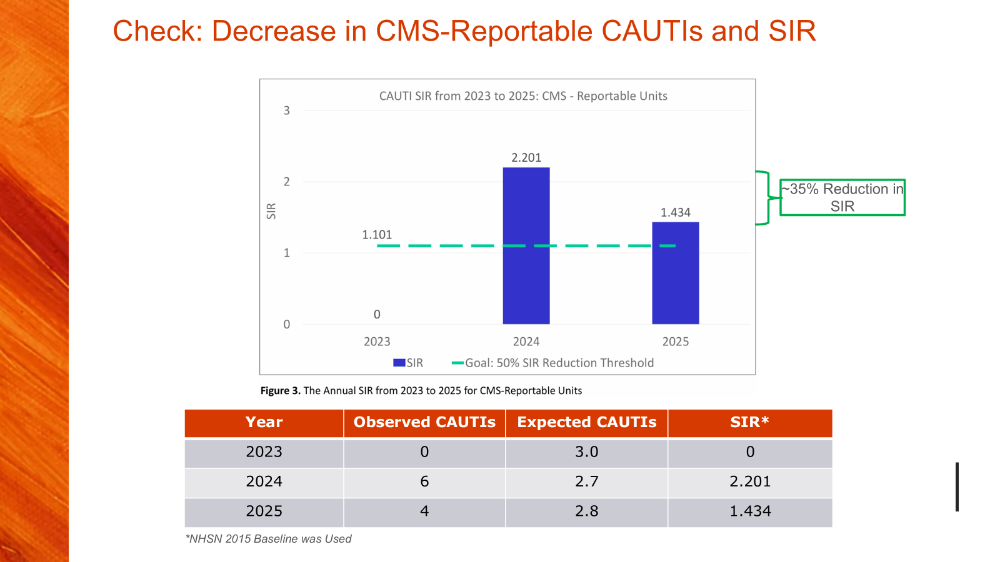 Check: Decrease in CMS-Reportable CAUTIs and SIR
CAUTI SIR from 2023 to 2025: CMS - Reportable Units
3
2
1
0
SIR
1.101
0
2.201
1.434
2023 2024 2025
SIR Goal: 50% SIR Reduction Threshold
~35% Reduction in
SIR
Figure 3. The Annual SIR from 2023 to 2025 for CMS-Reportable Units
Year Observed CAUTIs Expected CAUTIs SIR*
2023 0 3.0 0
2024 6 2.7 2.201
2025 4 2.8 1.434
*NHSN 2015 Baseline was Used